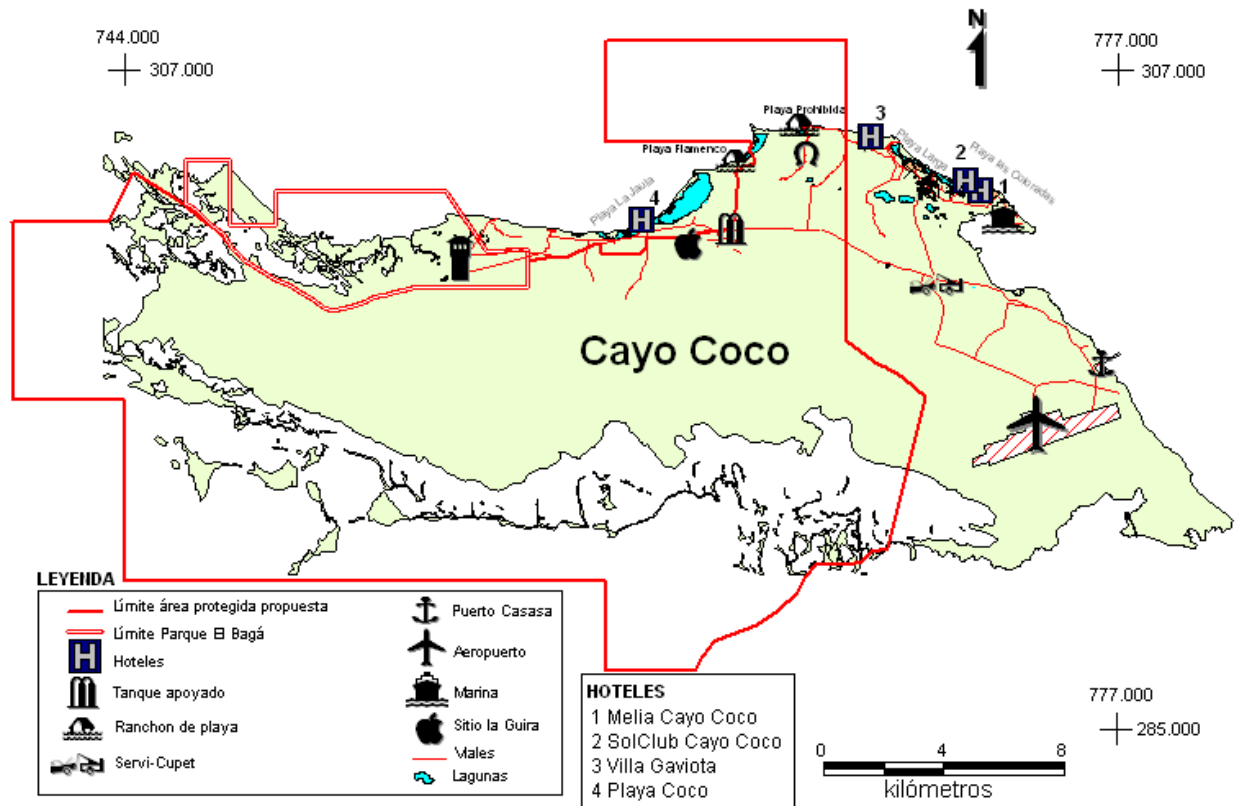 744.000
307.000
N
777.000
307.000
Playa Prohibida
3
Playa Flamenco
Playa Larga
2
Playa las Coloradas
H
H
H
1
Playa La Jaula
4
H
Cayo Coco
LEYENDA
Límite área protegida propuesta
Límite Parque El Bagá
H
Hoteles
Tanque apoyado
Ranchon de playa
Servi-Cupet
Puerto Casasa
Aeropuerto
Marina
Sitio la Guira
Viales
Lagunas
HOTELES
1 Melia Cayo Coco
2 SolClub Cayo Coco
3 Villa Gaviota
4 Playa Coco
777.000
285.000
0 4 8
kilómetros